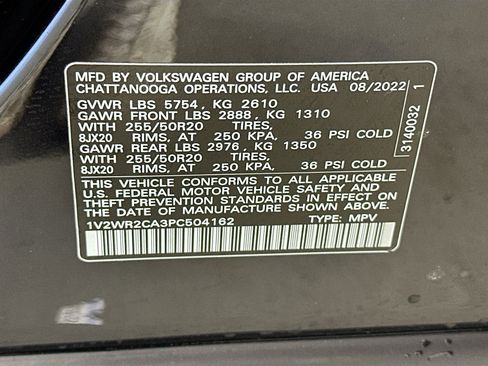 MFD BY VOLKSWAGEN GROUP OF AMERICA
CHATTANOOGA OPERATIONS, LLC. USA 08/2022
GVWR LBS 5754 , KG 2610
GAWR FRONT LBS 2888 , KG 1310
WITH 255/50R20 TIRES,
8JX20 RIMS, AT 250 KPA, 36 PSI COLD
GAWR REAR LBS 2976 , KG 1350
WITH 255/50R20 TIRES,
8JX20 RIMS, AT 250 KPA, 36 PSI COLD
THIS VEHICLE CONFORMS TO ALL APPLICABLE
U.S. FEDERAL MOTOR VEHICLE SAFETY AND
THEFT PREVENTION STANDARDS IN EFFECT
ON THE DATE OF MANUFACTURE SHOWN ABOVE.
1V2WR2CA3PC504162 TYPE: MPV
3140032 1